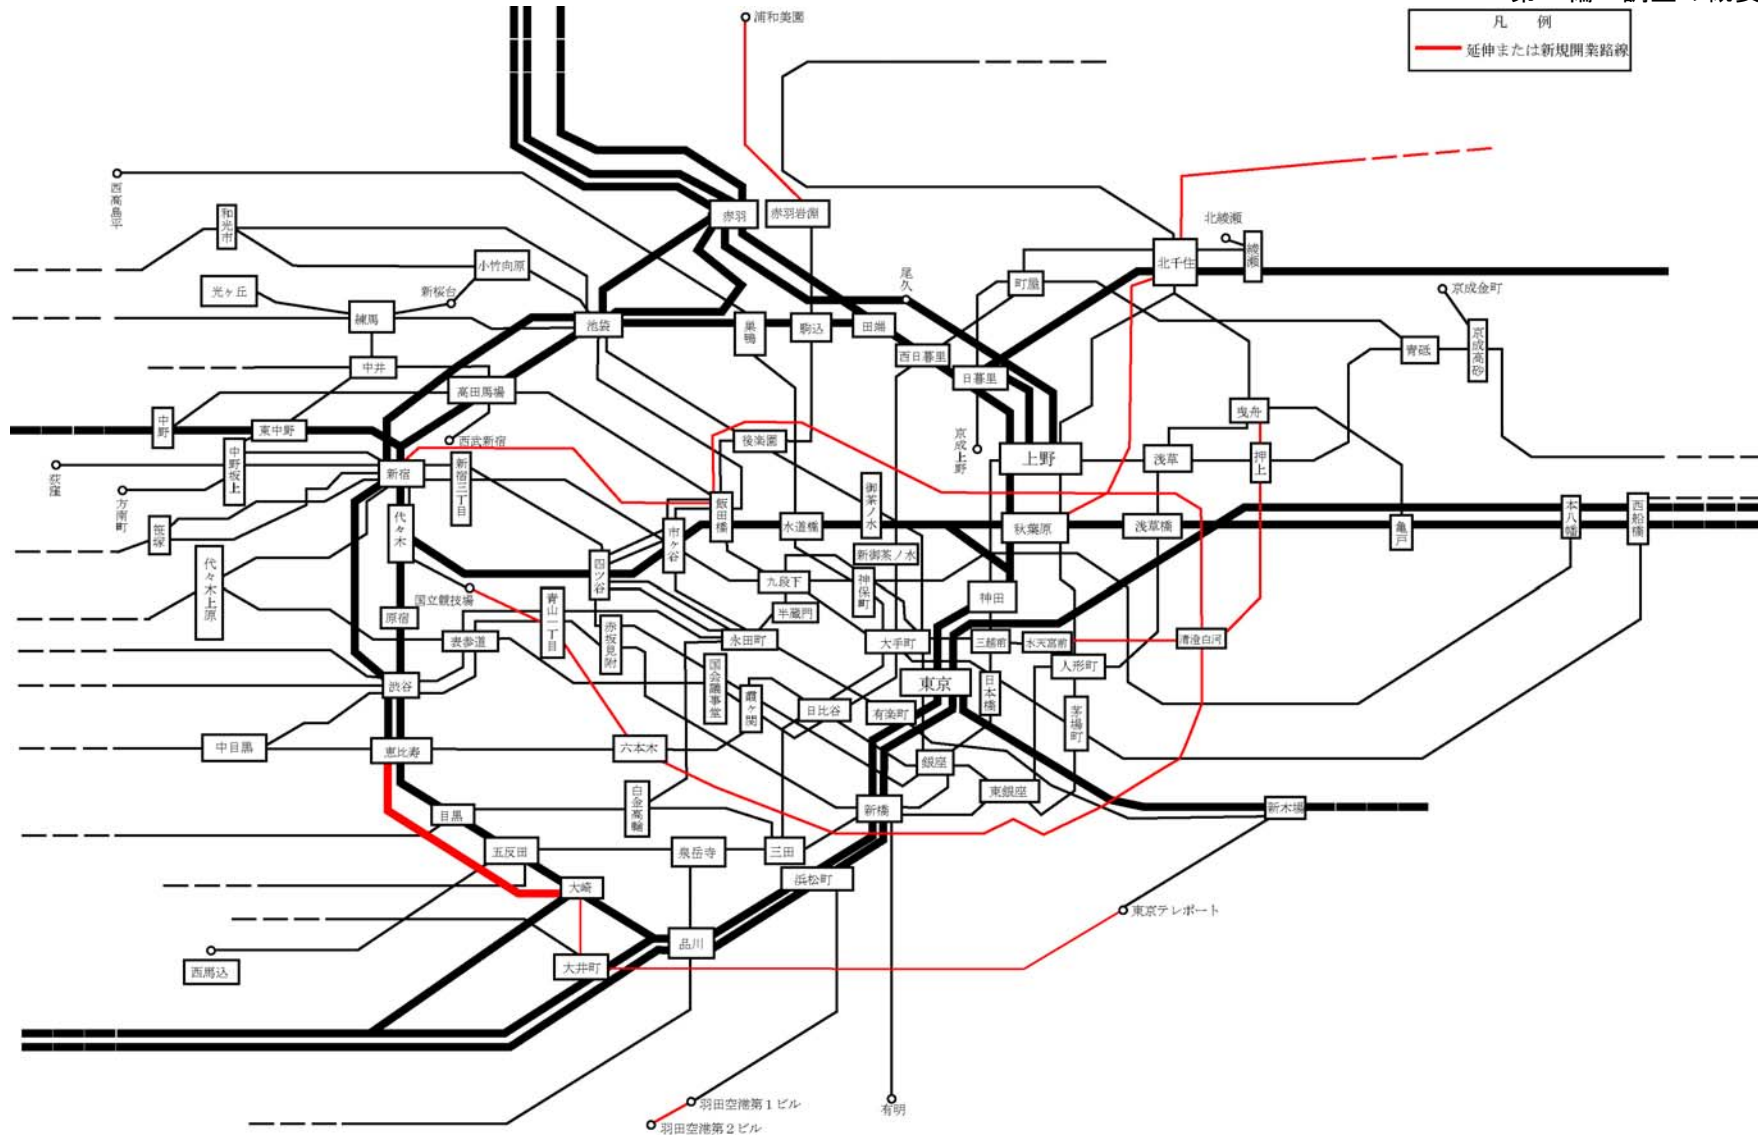 浦和美園
凡 例
延伸または新規開業路線
西高島平
和光市
赤羽
赤羽岩淵
北綾瀬
綾瀬
北千住
小竹向原
光ヶ丘
新桜台
尾久
町屋
京成金町
練馬
池袋
巣鴨
駒込
田端
西日暮里
日暮里
青砥
京成高砂
中井
高田馬場
中野
東中野
西武新宿
後楽園
京成上野
曳舟
押上
浅草
上野
荻窪
方南町
中野坂上
新宿
新宿三丁目
笹塚
代々木
飯田橋
市ヶ谷
水道橋
御茶ノ水
秋葉原
浅草橋
亀戸
本八幡
西船橋
新御茶ノ水
代々木上原
四ツ谷
九段下
神保町
半蔵門
神田
国立競技場
青山一丁目
原宿
表参道
赤坂見附
永田町
大手町
三越前
水天宮前
清澄白河
人形町
渋谷
国会議事堂
霞ヶ関
日比谷
有楽町
東京
日本橋
茅場町
中目黒
恵比寿
六本木
銀座
東銀座
白金高輪
新橋
新木場
目黒
五反田
泉岳寺
三田
浜松町
大崎
東京テレポート
品川
西馬込
大井町
羽田空港第1ビル
羽田空港第2ビル
有明